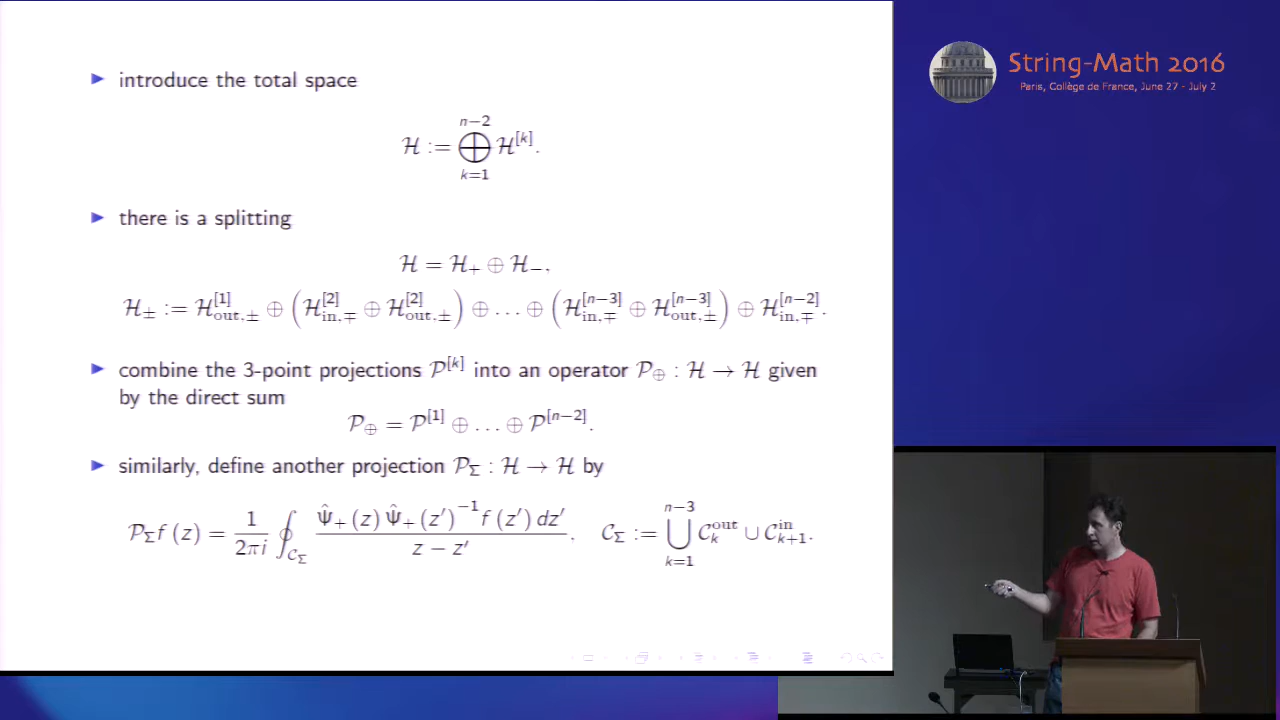 ▶ introduce the total space
ℋ := ⨁_{k=1}^{n−2} ℋ^{[k]}.
▶ there is a splitting
ℋ = ℋ₊ ⊕ ℋ₋,
ℋ_± := ℋ^{[1]}_{out,±} ⊕ (ℋ^{[2]}_{in,∓} ⊕ ℋ^{[2]}_{out,±}) ⊕ … ⊕ (ℋ^{[n−3]}_{in,∓} ⊕ ℋ^{[n−3]}_{out,±}) ⊕ ℋ^{[n−2]}_{in,∓}.
▶ combine the 3-point projections 𝒫^{[k]} into an operator 𝒫_⊕ : ℋ → ℋ given
by the direct sum
𝒫_⊕ = 𝒫^{[1]} ⊕ … ⊕ 𝒫^{[n−2]}.
▶ similarly, define another projection 𝒫_Σ : ℋ → ℋ by
𝒫_Σ f (z) = \frac{1}{2πi} ∮_{𝒞_Σ} \frac{Ψ̂₊ (z) Ψ̂₊ (z′)^{−1} f (z′) dz′}{z − z′}. 𝒞_Σ := ⋃_{k=1}^{n−3} 𝒞^{out}_k ∪ 𝒞^{in}_{k+1}.
String-Math 2016
Paris, Collège de France, June 27 - July 2